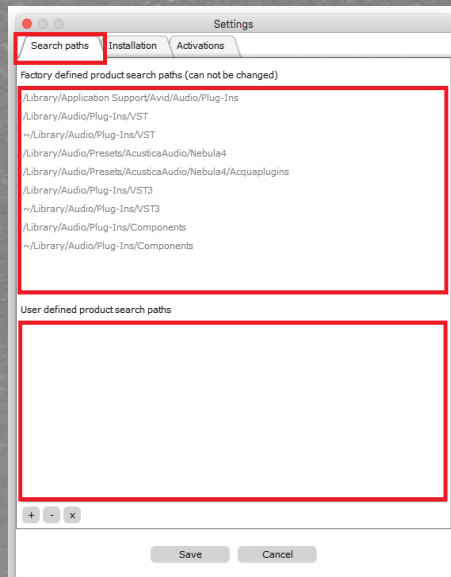 Settings
Search paths
Installation
Activations
Factory defined product search paths (can not be changed)
/Library/Application Support/Avid/Audio/Plug-Ins
/Library/Audio/Plug-Ins/VST
~/Library/Audio/Plug-Ins/VST
/Library/Audio/Presets/AcusticaAudio/Nebula4
/Library/Audio/Presets/AcusticaAudio/Nebula4/Acquaplugins
/Library/Audio/Plug-Ins/VST3
~/Library/Audio/Plug-Ins/VST3
/Library/Audio/Plug-Ins/Components
~/Library/Audio/Plug-Ins/Components
User defined product search paths
+ - x
Save Cancel